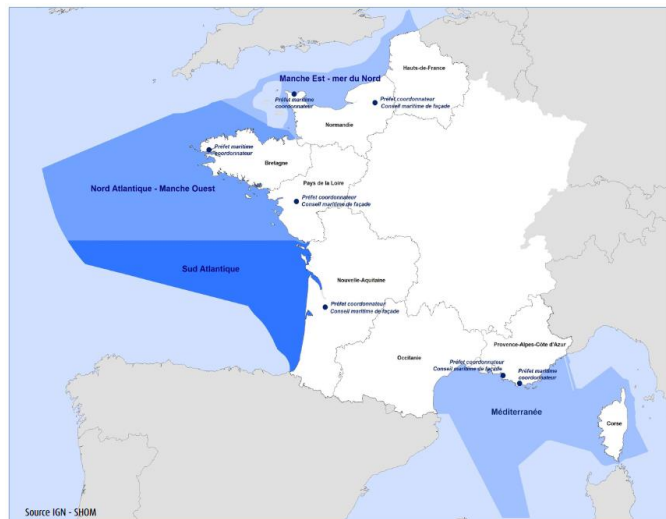 Hauts-de-France
Manche Est - mer du Nord
Préfet maritime
coordonnateur
Préfet coordonnateur
Conseil maritime de façade
Normandie
Préfet maritime
coordonnateur
Bretagne
Pays de la Loire
Nord Atlantique - Manche Ouest
Préfet coordonnateur
Conseil maritime de façade
Sud Atlantique
Nouvelle-Aquitaine
Préfet coordonnateur
Conseil maritime de façade
Provence-Alpes-Côte d'Azur
Occitanie
Préfet coordonnateur
Conseil maritime de façade
Préfet maritime
coordonnateur
Méditerranée
Corse
Source IGN - SHOM